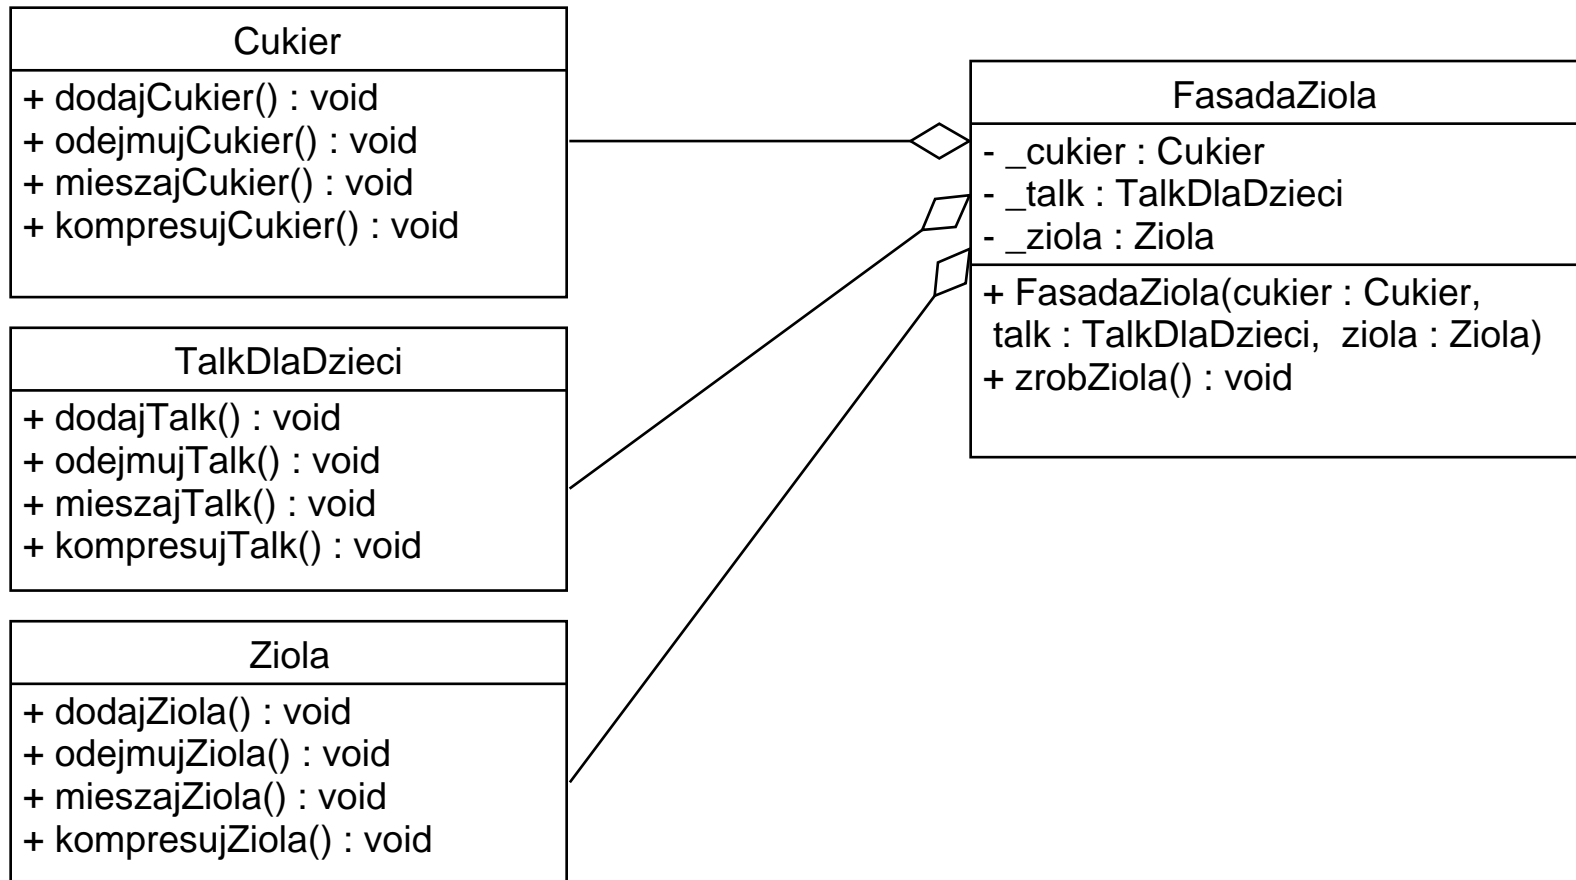 Cukier
+ dodajCukier() : void
+ odejmujCukier() : void
+ mieszajCukier() : void
+ kompresujCukier() : void
TalkDlaDzieci
+ dodajTalk() : void
+ odejmujTalk() : void
+ mieszajTalk() : void
+ kompresujTalk() : void
Ziola
+ dodajZiola() : void
+ odejmujZiola() : void
+ mieszajZiola() : void
+ kompresujZiola() : void
FasadaZiola
- _cukier : Cukier
- _talk : TalkDlaDzieci
- _ziola : Ziola
+ FasadaZiola(cukier : Cukier,
talk : TalkDlaDzieci, ziola : Ziola)
+ zrobZiola() : void